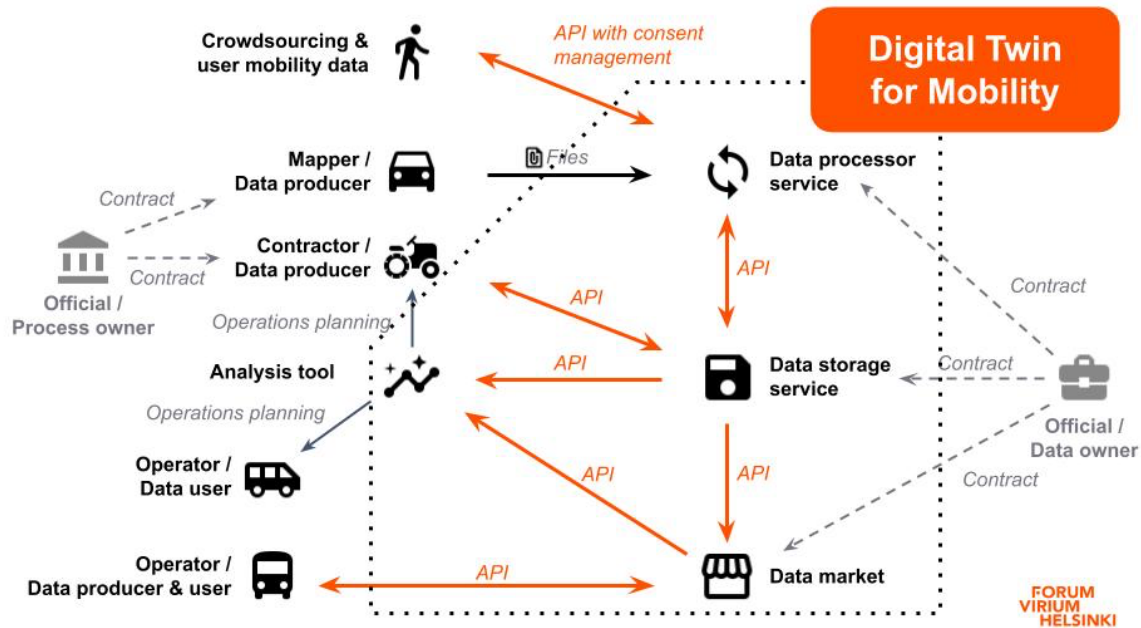 Crowdsourcing &
user mobility data
API with consent
management
Digital Twin
for Mobility
Mapper /
Data producer
Files
Data processor
service
Contract
Contractor /
Data producer
Contract
API
API
Contract
Official /
Process owner
Operations planning
Analysis tool
API
Data storage
service
Contract
Operations planning
Official /
Data owner
Operator /
Data user
API
API
Contract
Operator /
Data producer & user
API
Data market
FORUM
VIRIUM
HELSINKI